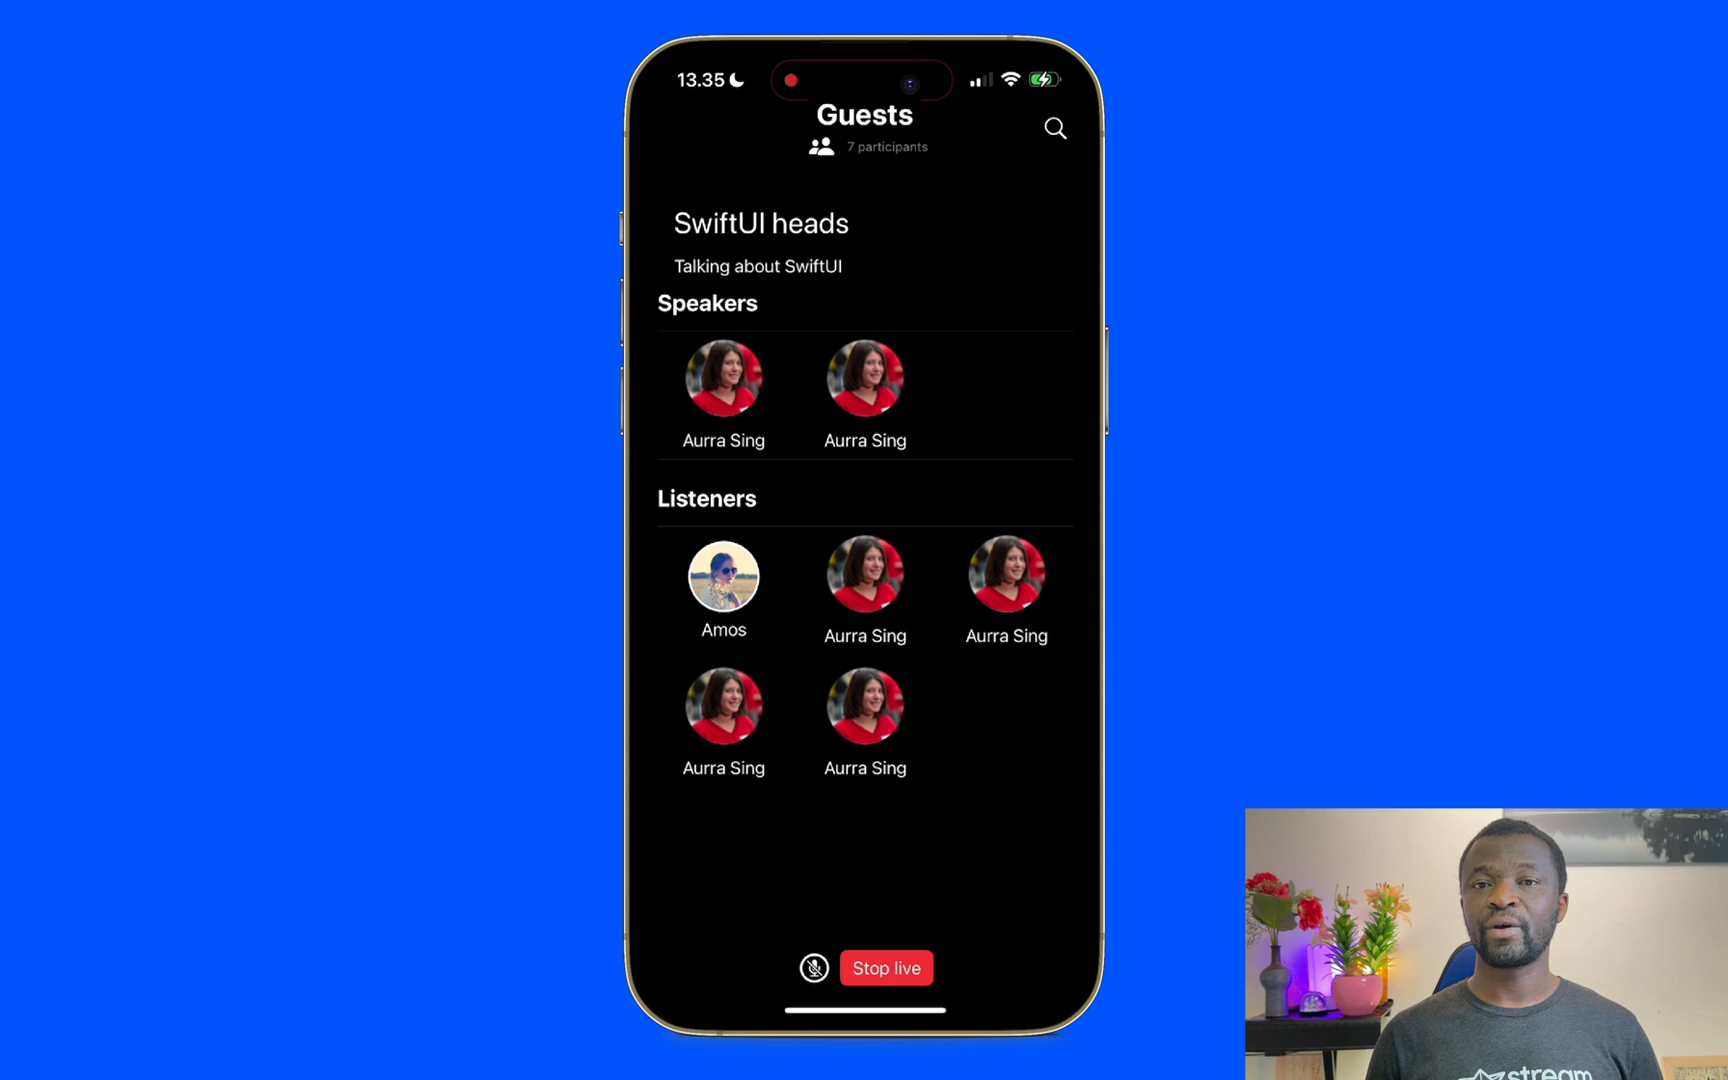 13.35
Guests
7 participants
SwiftUI heads
Talking about SwiftUI
Speakers
Aurra Sing
Aurra Sing
Listeners
Amos
Aurra Sing
Aurra Sing
Aurra Sing
Aurra Sing
Stop live
stream